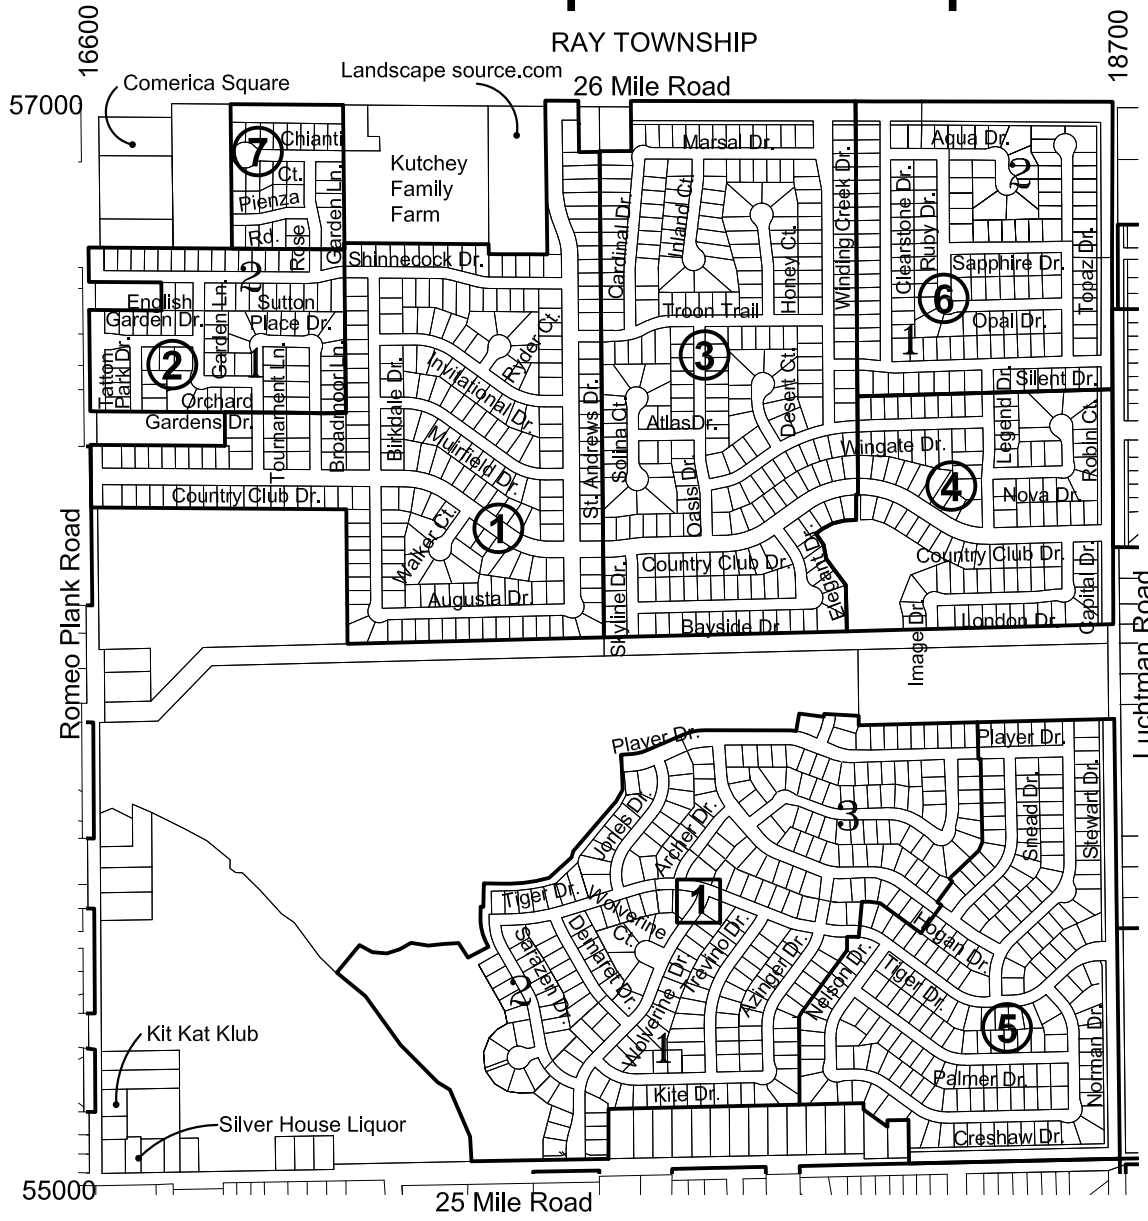 16600
RAY TOWNSHIP
18700
Comerica Square
Landscape source.com
26 Mile Road
57000
7
Chianti
Ct.
Pienza
Rd.
Rose
Garden Ln.
Kutchey
Family
Farm
Marsal Dr.
Cardinal Dr.
Inland Ct.
Honey Ct.
Winding Creek Dr.
Aqua Dr.
2
Clearstone Dr.
Ruby Dr.
Sapphire Dr.
Topaz Dr.
6
Opal Dr.
1
Silent Dr.
Shinnecock Dr.
2
English
Garden Dr.
Garden Ln.
Sutton
Place Dr.
Tatton
Park Dr.
2
1
Orchard
Gardens Dr.
Tournament Ln.
Broadmoor Ln.
Birkdale Dr.
Invitational Dr.
Ryder Ct.
Muirfield Dr.
St. Andrews Dr.
Troon Trail
3
Solina Ct.
Atlas Dr.
Desert Ct.
Oasis Dr.
Wingate Dr.
Legend Dr.
Robin Ct.
4
Nova Dr.
Country Club Dr.
Walker Ct.
1
Augusta Dr.
Skyline Dr.
Country Club Dr.
Elegant Dr.
Bayside Dr.
Country Club Dr.
Image Dr.
London Dr.
Capita Dr.
Romeo Plank Road
Luchtman Road
Player Dr.
Player Dr.
Jones Dr.
Archer Dr.
3
Snead Dr.
Stewart Dr.
Tiger Dr.
Wolverine
Ct.
1
Demaret Dr.
Sarazen Dr.
2
Wolverine Dr.
Trevino Dr.
Azinger Dr.
Nelson Dr.
Hogan Dr.
Tiger Dr.
5
1
Kite Dr.
Palmer Dr.
Norman Dr.
Creshaw Dr.
Kit Kat Klub
Silver House Liquor
55000
25 Mile Road